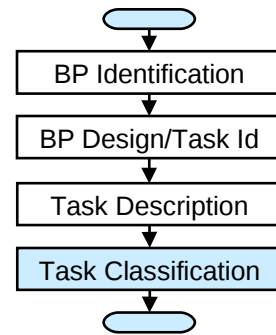 BP Identification
BP Design/Task Id
Task Description
Task Classification